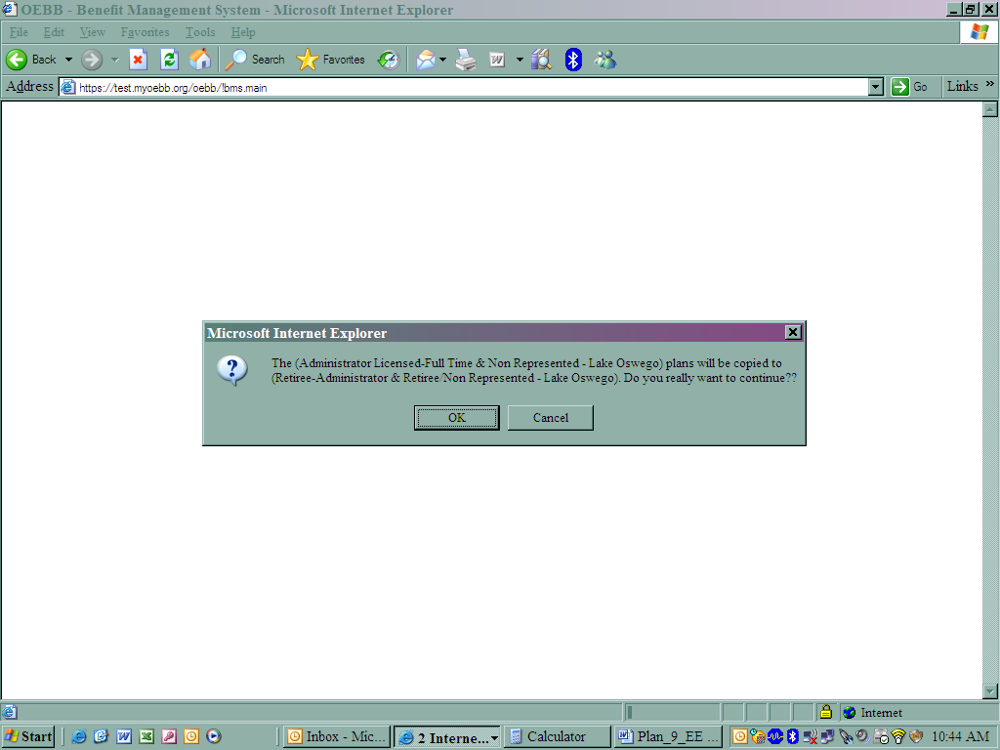 OEBB - Benefit Management System - Microsoft Internet Explorer
File Edit View Favorites Tools Help
Back Search Favorites
Address https://test.myoebb.org/oebb/!bms.main Go Links »
Microsoft Internet Explorer
The (Administrator Licensed-Full Time & Non Represented - Lake Oswego) plans will be copied to
(Retiree-Administrator & Retiree/Non Represented - Lake Oswego). Do you really want to continue??
OK Cancel
Internet
Start Inbox - Mic... 2 Interne... Calculator Plan_9_EE ... 10:44 AM